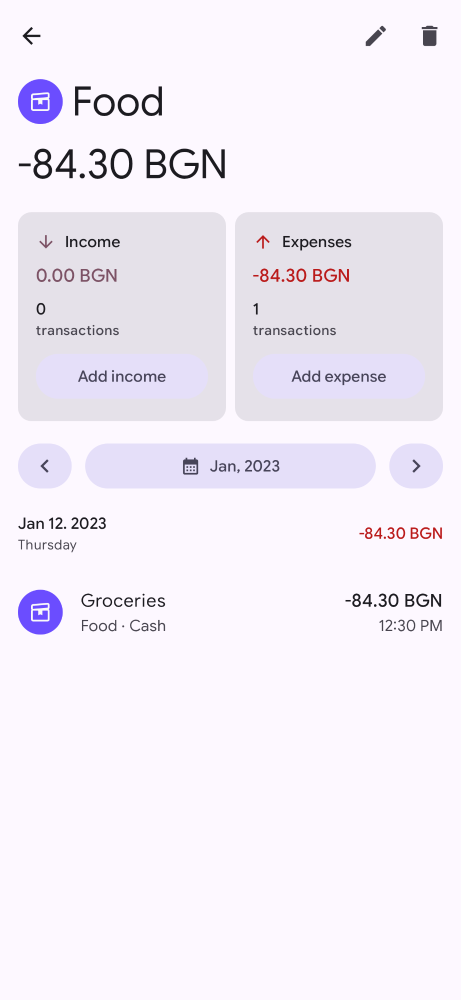 Food
-84.30 BGN
Income
0.00 BGN
0
transactions
Add income
Expenses
-84.30 BGN
1
transactions
Add expense
Jan, 2023
Jan 12. 2023
Thursday
-84.30 BGN
Groceries
Food · Cash
-84.30 BGN
12:30 PM